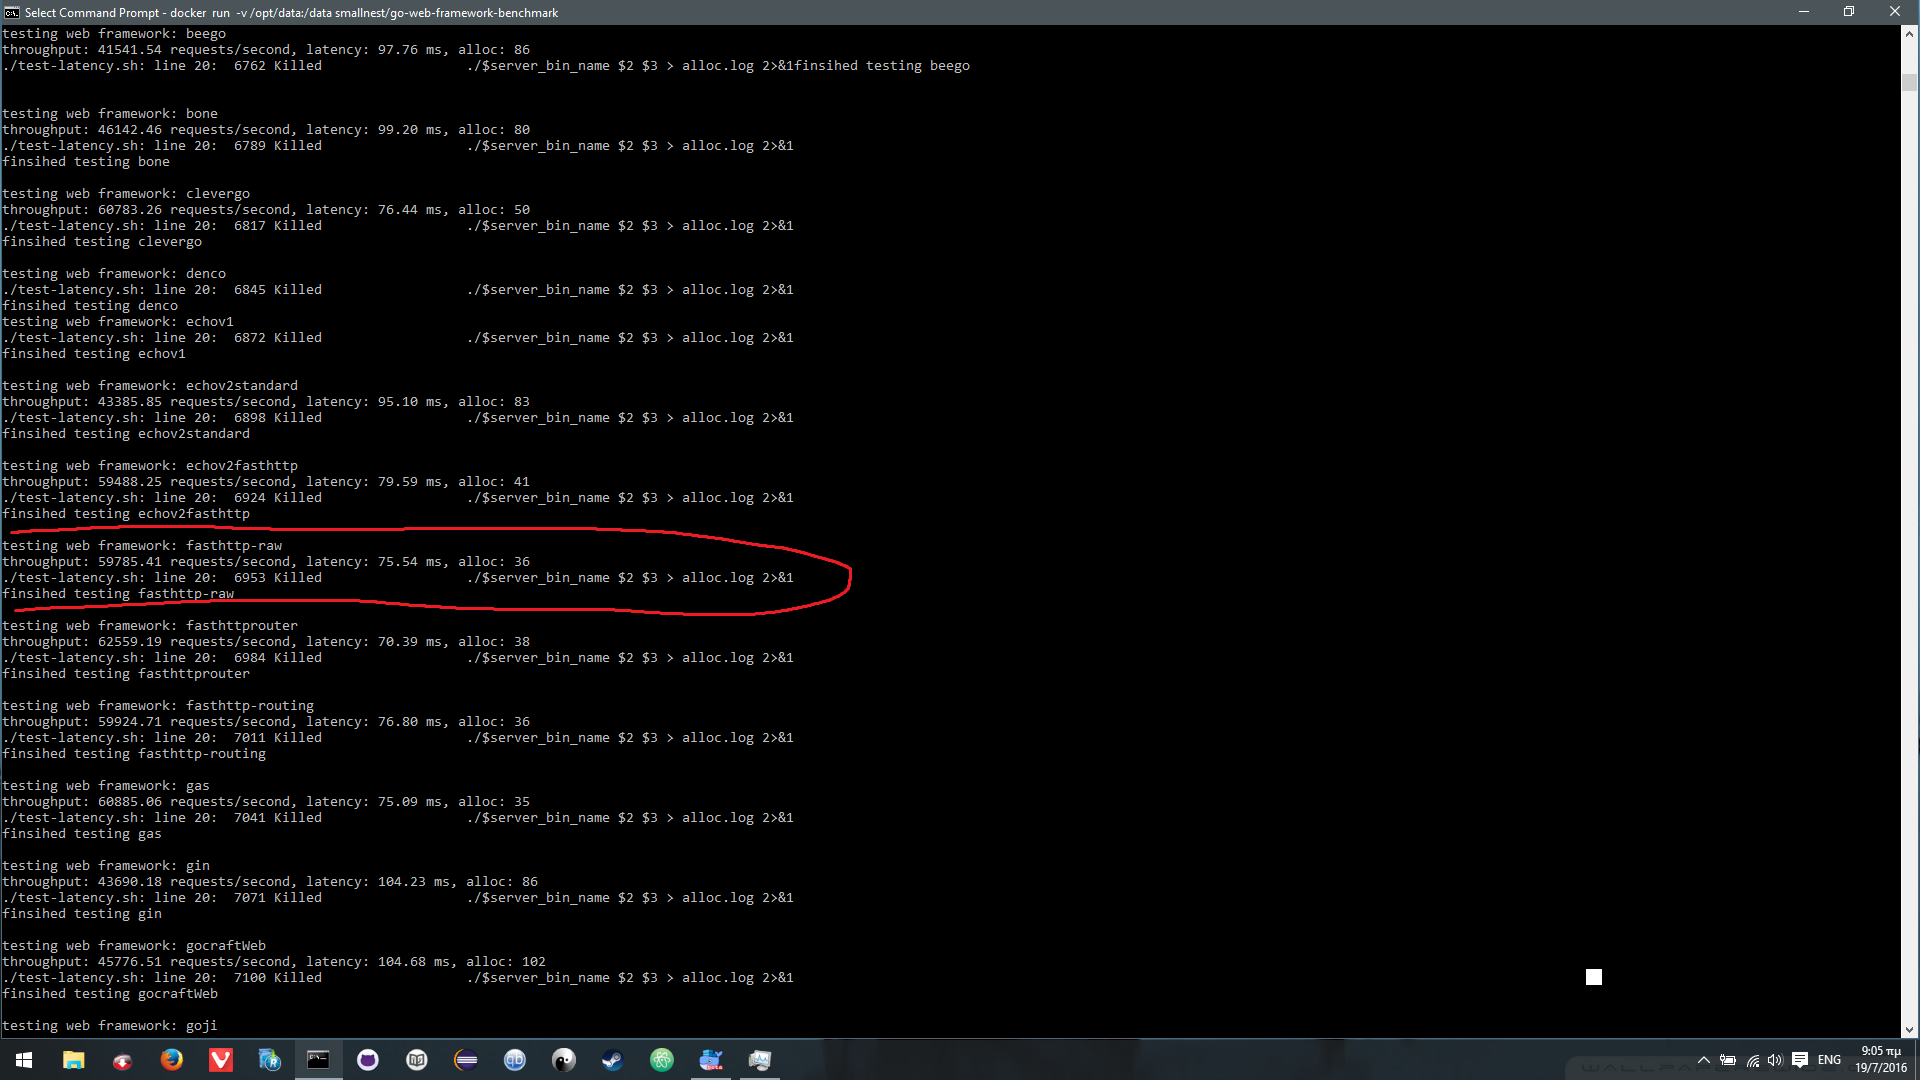 Select Command Prompt - docker  run  -v /opt/data:/data smallnest/go-web-framework-benchmark
testing web framework: beego
throughput: 41541.54 requests/second, latency: 97.76 ms, alloc: 86
./test-latency.sh: line 20:  6762 Killed                  ./$server_bin_name $2 $3 > alloc.log 2>&1finsihed testing beego
testing web framework: bone
throughput: 46142.46 requests/second, latency: 99.20 ms, alloc: 80
./test-latency.sh: line 20:  6789 Killed                  ./$server_bin_name $2 $3 > alloc.log 2>&1
finsihed testing bone
testing web framework: clevergo
throughput: 60783.26 requests/second, latency: 76.44 ms, alloc: 50
./test-latency.sh: line 20:  6817 Killed                  ./$server_bin_name $2 $3 > alloc.log 2>&1
finsihed testing clevergo
testing web framework: denco
./test-latency.sh: line 20:  6845 Killed                  ./$server_bin_name $2 $3 > alloc.log 2>&1
finsihed testing denco
testing web framework: echov1
./test-latency.sh: line 20:  6872 Killed                  ./$server_bin_name $2 $3 > alloc.log 2>&1
finsihed testing echov1
testing web framework: echov2standard
throughput: 43385.85 requests/second, latency: 95.10 ms, alloc: 83
./test-latency.sh: line 20:  6898 Killed                  ./$server_bin_name $2 $3 > alloc.log 2>&1
finsihed testing echov2standard
testing web framework: echov2fasthttp
throughput: 59488.25 requests/second, latency: 79.59 ms, alloc: 41
./test-latency.sh: line 20:  6924 Killed                  ./$server_bin_name $2 $3 > alloc.log 2>&1
finsihed testing echov2fasthttp
testing web framework: fasthttp-raw
throughput: 59785.41 requests/second, latency: 75.54 ms, alloc: 36
./test-latency.sh: line 20:  6953 Killed                  ./$server_bin_name $2 $3 > alloc.log 2>&1
finsihed testing fasthttp-raw
testing web framework: fasthttprouter
throughput: 62559.19 requests/second, latency: 70.39 ms, alloc: 38
./test-latency.sh: line 20:  6984 Killed                  ./$server_bin_name $2 $3 > alloc.log 2>&1
finsihed testing fasthttprouter
testing web framework: fasthttp-routing
throughput: 59924.71 requests/second, latency: 76.80 ms, alloc: 36
./test-latency.sh: line 20:  7011 Killed                  ./$server_bin_name $2 $3 > alloc.log 2>&1
finsihed testing fasthttp-routing
testing web framework: gas
throughput: 60885.06 requests/second, latency: 75.09 ms, alloc: 35
./test-latency.sh: line 20:  7041 Killed                  ./$server_bin_name $2 $3 > alloc.log 2>&1
finsihed testing gas
testing web framework: gin
throughput: 43690.18 requests/second, latency: 104.23 ms, alloc: 86
./test-latency.sh: line 20:  7071 Killed                  ./$server_bin_name $2 $3 > alloc.log 2>&1
finsihed testing gin
testing web framework: gocraftWeb
throughput: 45776.51 requests/second, latency: 104.68 ms, alloc: 102
./test-latency.sh: line 20:  7100 Killed                  ./$server_bin_name $2 $3 > alloc.log 2>&1
finsihed testing gocraftWeb
testing web framework: goji
ENG
9:05 πμ
19/7/2016